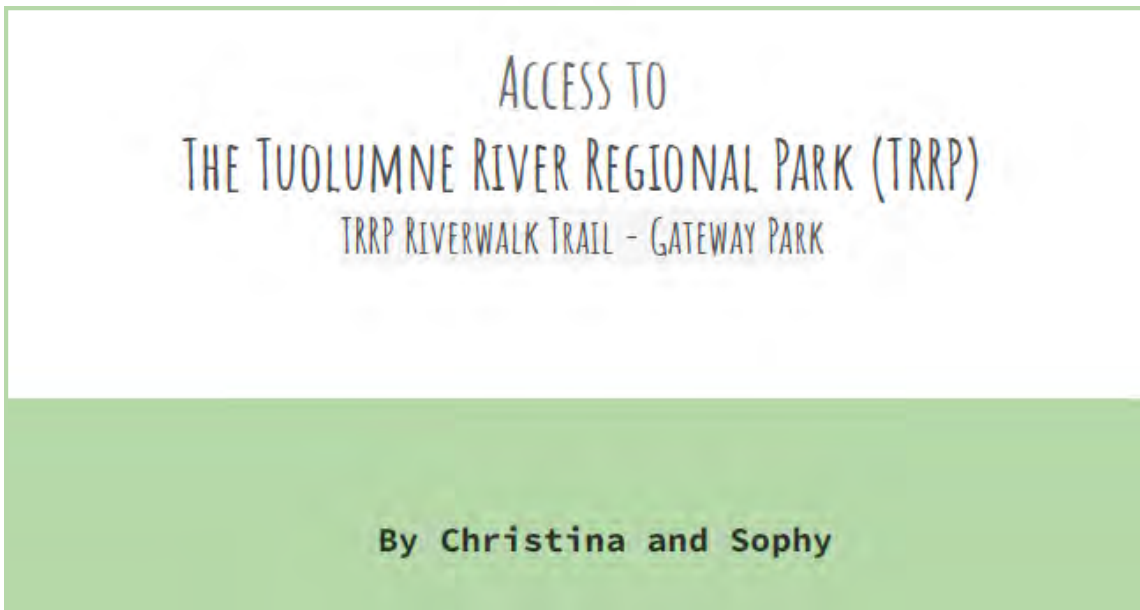 Access to
The Tuolumne River Regional Park (TRRP)
TRRP Riverwalk Trail - Gateway Park
By Christina and Sophy